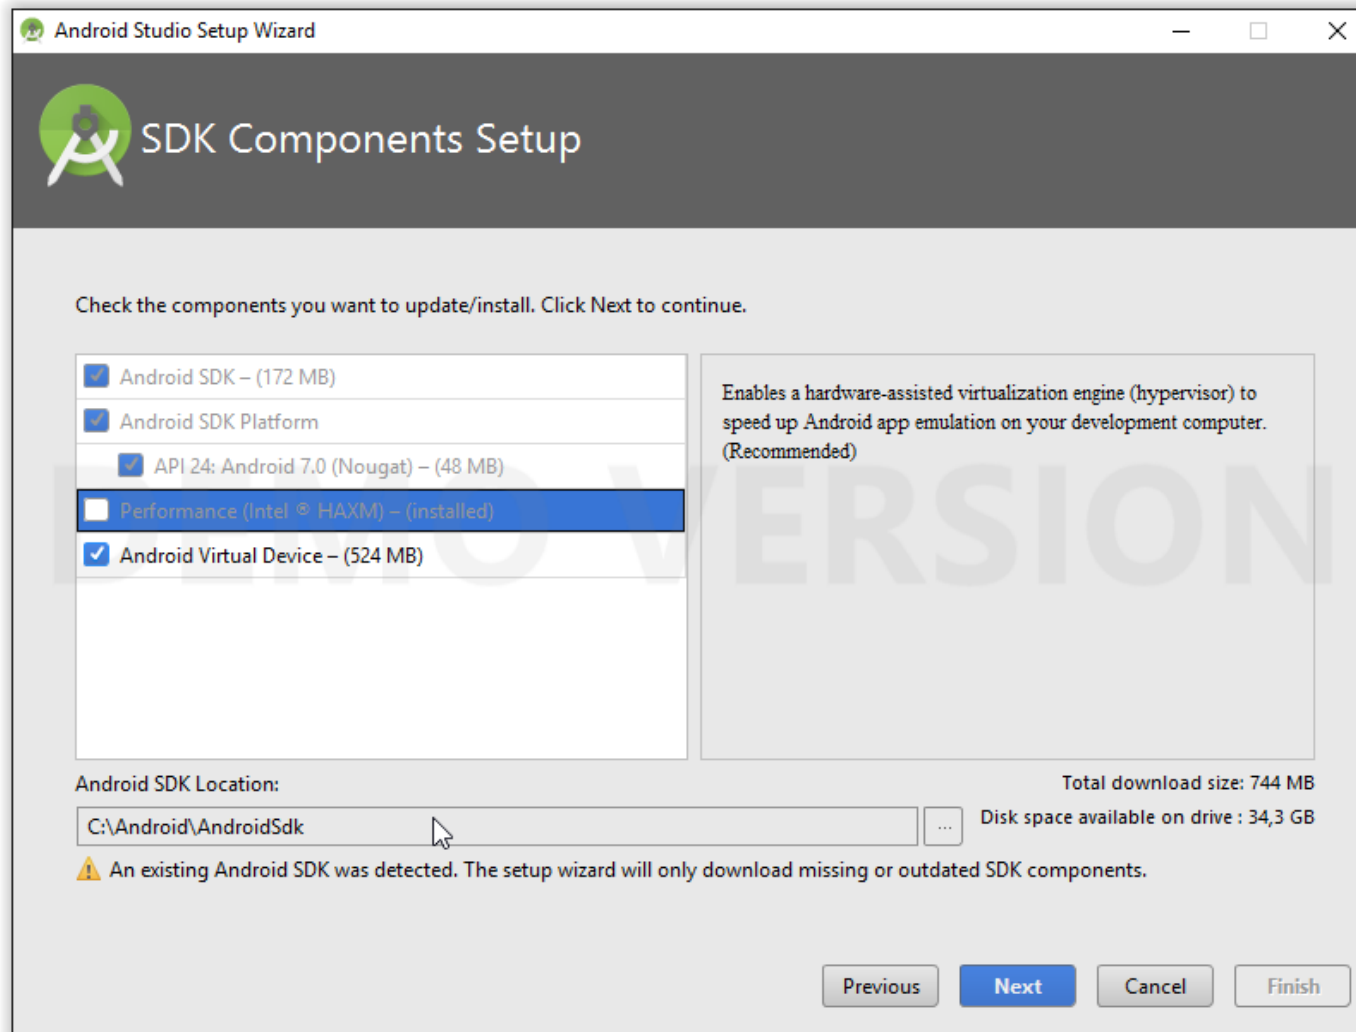 Android Studio Setup Wizard
SDK Components Setup
Check the components you want to update/install. Click Next to continue.
Android SDK – (172 MB)
Android SDK Platform
API 24: Android 7.0 (Nougat) – (48 MB)
Performance (Intel ® HAXM) – (installed)
Android Virtual Device – (524 MB)
Enables a hardware-assisted virtualization engine (hypervisor) to
speed up Android app emulation on your development computer.
(Recommended)
DEMO VERSION
Android SDK Location:
Total download size: 744 MB
C:\Android\AndroidSdk
...
Disk space available on drive : 34,3 GB
An existing Android SDK was detected. The setup wizard will only download missing or outdated SDK components.
Previous
Next
Cancel
Finish